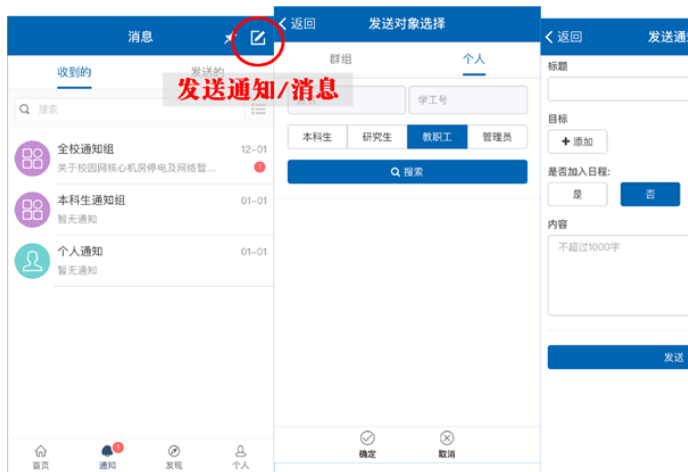 消息
收到的
发送的
发送通知/消息
搜索
全校通知组
12-01
关于校园网核心机房停电及网络暂...
1
本科生通知组
01-01
暂无通知
个人通知
01-01
暂无通知
首页
通知
1
发现
个人
返回
发送对象选择
群组
个人
学工号
本科生
研究生
教职工
管理员
搜索
确定
取消
返回
发送通
标题
目标
添加
是否加入日程:
是
否
内容
不超过1000字
发送